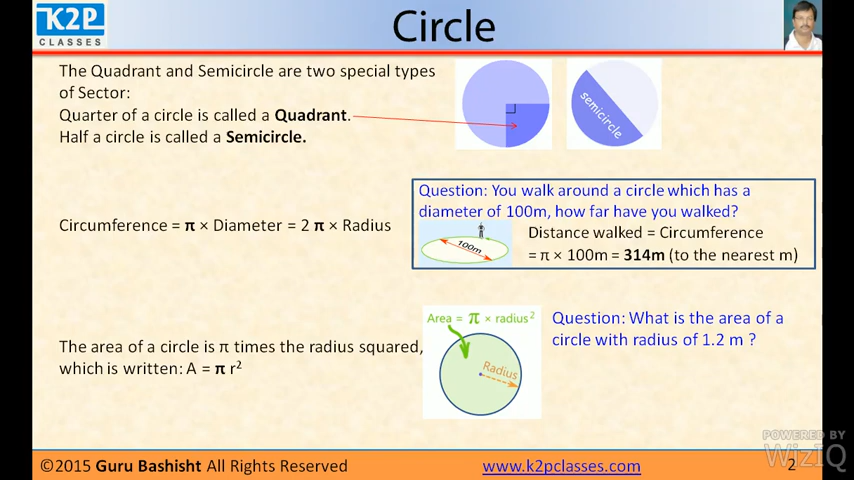 K2P
CLASSES
Circle
The Quadrant and Semicircle are two special types
of Sector:
Quarter of a circle is called a Quadrant.
Half a circle is called a Semicircle.
semicircle
Circumference = π × Diameter = 2 π × Radius
Question: You walk around a circle which has a
diameter of 100m, how far have you walked?
100m
Distance walked = Circumference
= π × 100m = 314m (to the nearest m)
The area of a circle is π times the radius squared,
which is written: A = π r²
Area = π × radius²
Radius
Question: What is the area of a
circle with radius of 1.2 m ?
POWERED BY
WizIQ
©2015 Guru Bashisht All Rights Reserved
www.k2pclasses.com
2